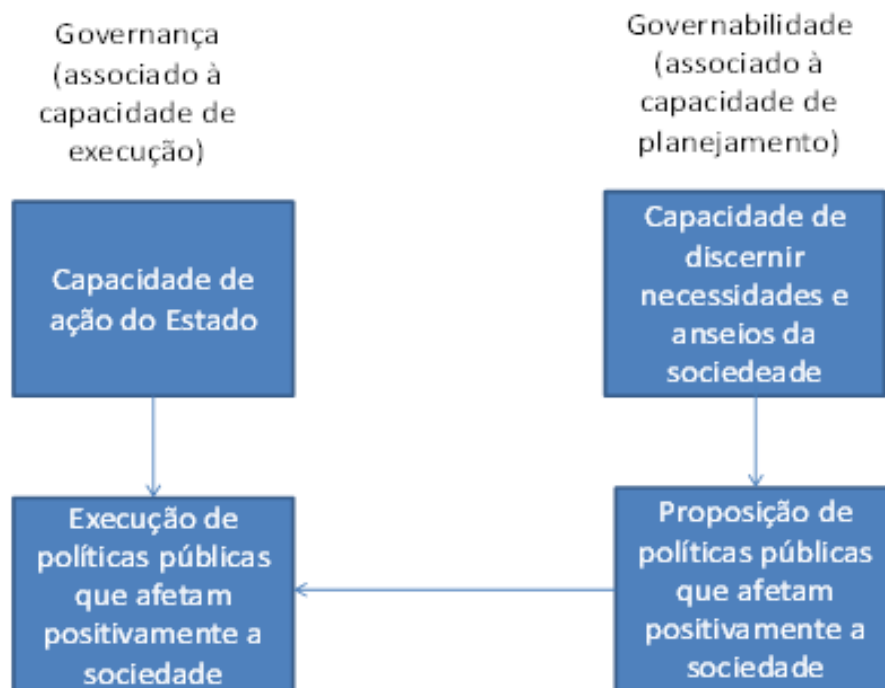 Governança
(associado à
capacidade de
execução)
Governabilidade
(associado à
capacidade de
planejamento)
Capacidade de
ação do Estado
Capacidade de
discernir
necessidades e
anseios da
sociedeade
Execução de
políticas públicas
que afetam
positivamente a
sociedade
Proposição de
políticas públicas
que afetam
positivamente a
sociedade